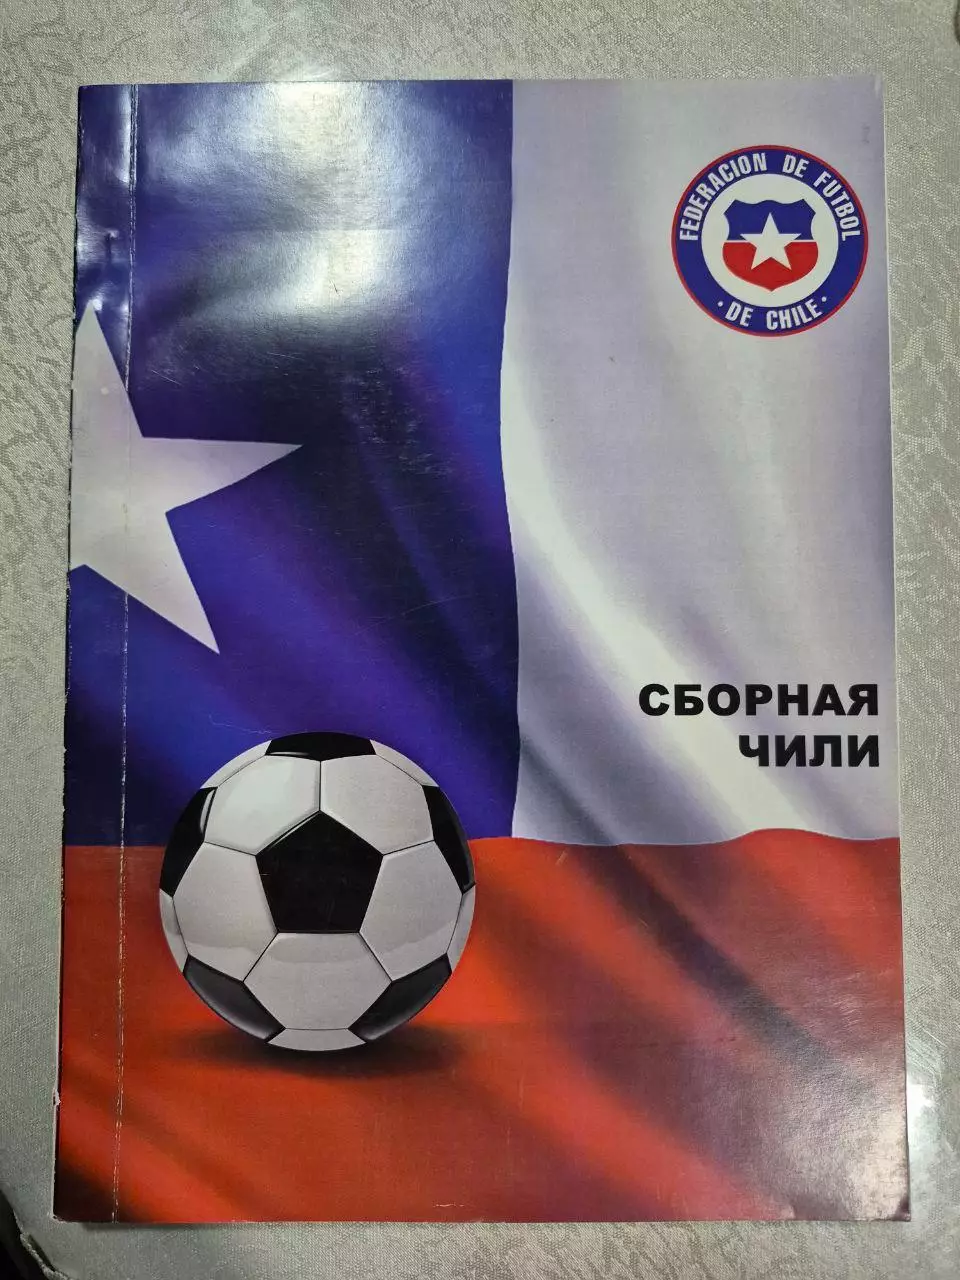 FEDERACION DE FUTBOL
· DE CHILE ·
СБОРНАЯ
ЧИЛИ